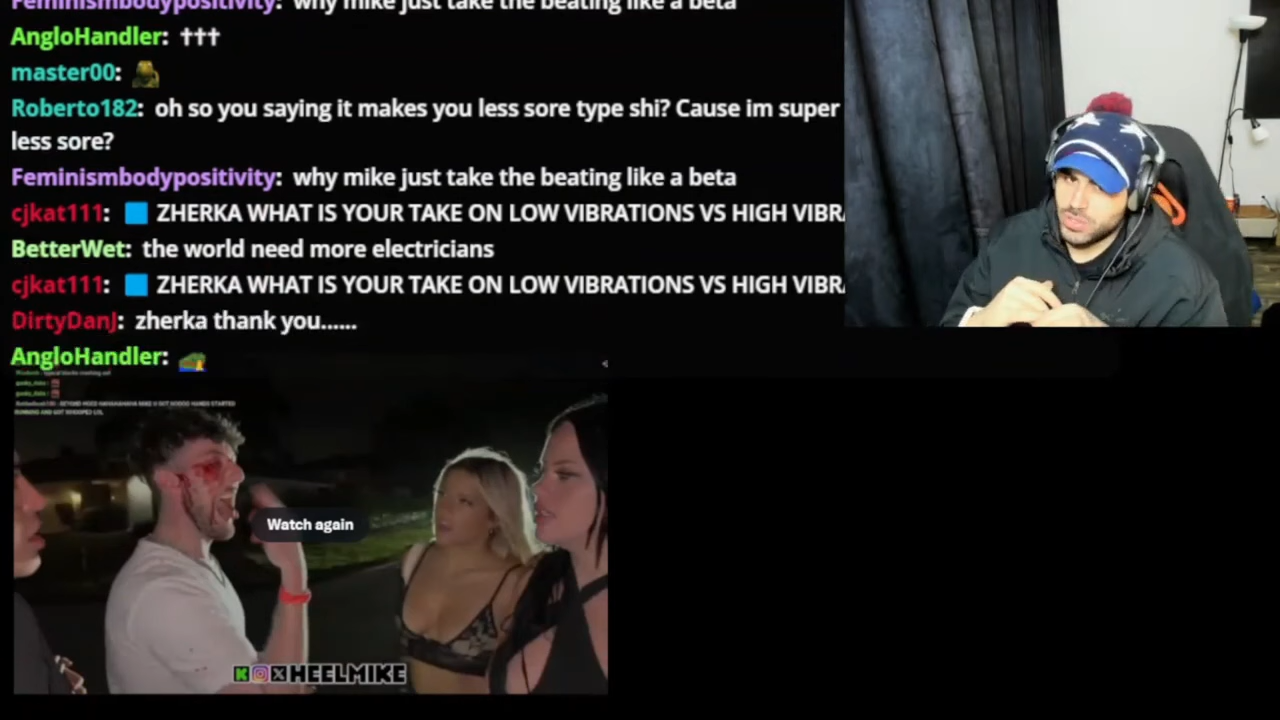 Feminismbodypositivity: why mike just take the beating like a beta
AngloHandler: †††
master00:
Roberto182: oh so you saying it makes you less sore type shi? Cause im super
less sore?
Feminismbodypositivity: why mike just take the beating like a beta
cjkat111: ZHERKA WHAT IS YOUR TAKE ON LOW VIBRATIONS VS HIGH VIBRA
BetterWet: the world need more electricians
cjkat111: ZHERKA WHAT IS YOUR TAKE ON LOW VIBRATIONS VS HIGH VIBRA
DirtyDanJ: zherka thank you......
AngloHandler:
Watch again
HEELMIKE